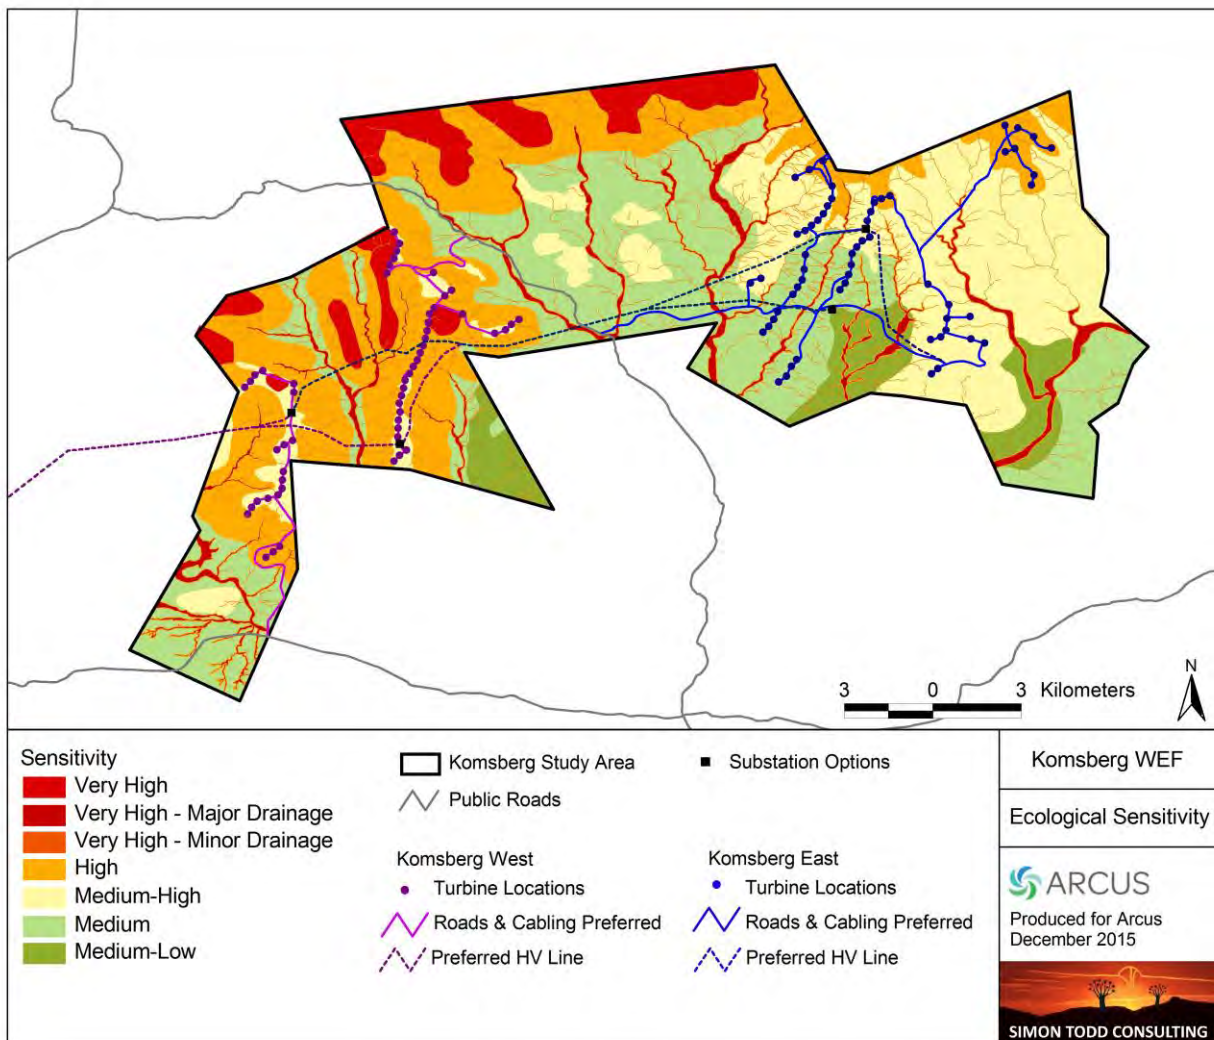 N
3 0 3 Kilometers
Sensitivity
Very High
Very High - Major Drainage
Very High - Minor Drainage
High
Medium-High
Medium
Medium-Low
Komsberg Study Area
Public Roads
Substation Options
Komsberg West
Turbine Locations
Roads & Cabling Preferred
Preferred HV Line
Komsberg East
Turbine Locations
Roads & Cabling Preferred
Preferred HV Line
Komsberg WEF
Ecological Sensitivity
ARCUS
Produced for Arcus
December 2015
SIMON TODD CONSULTING